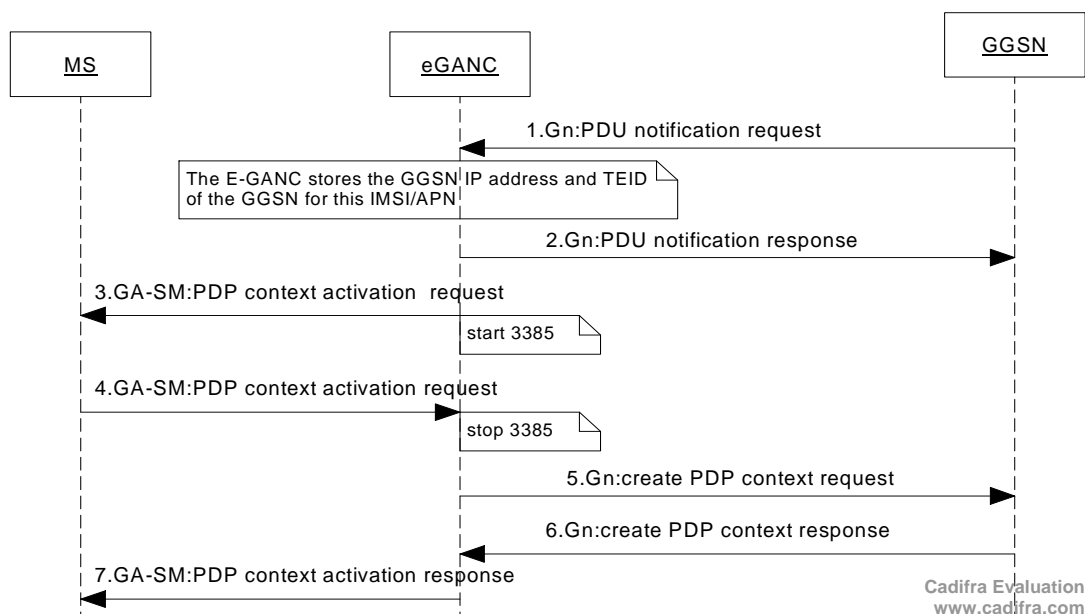 MS
eGANC
GGSN
1.Gn:PDU notification request
The E-GANC stores the GGSN IP address and TEID
of the GGSN for this IMSI/APN
2.Gn:PDU notification response
3.GA-SM:PDP context activation request
start 3385
4.GA-SM:PDP context activation request
stop 3385
5.Gn:create PDP context request
6.Gn:create PDP context response
7.GA-SM:PDP context activation response
Cadifra Evaluation
www.cadifra.com